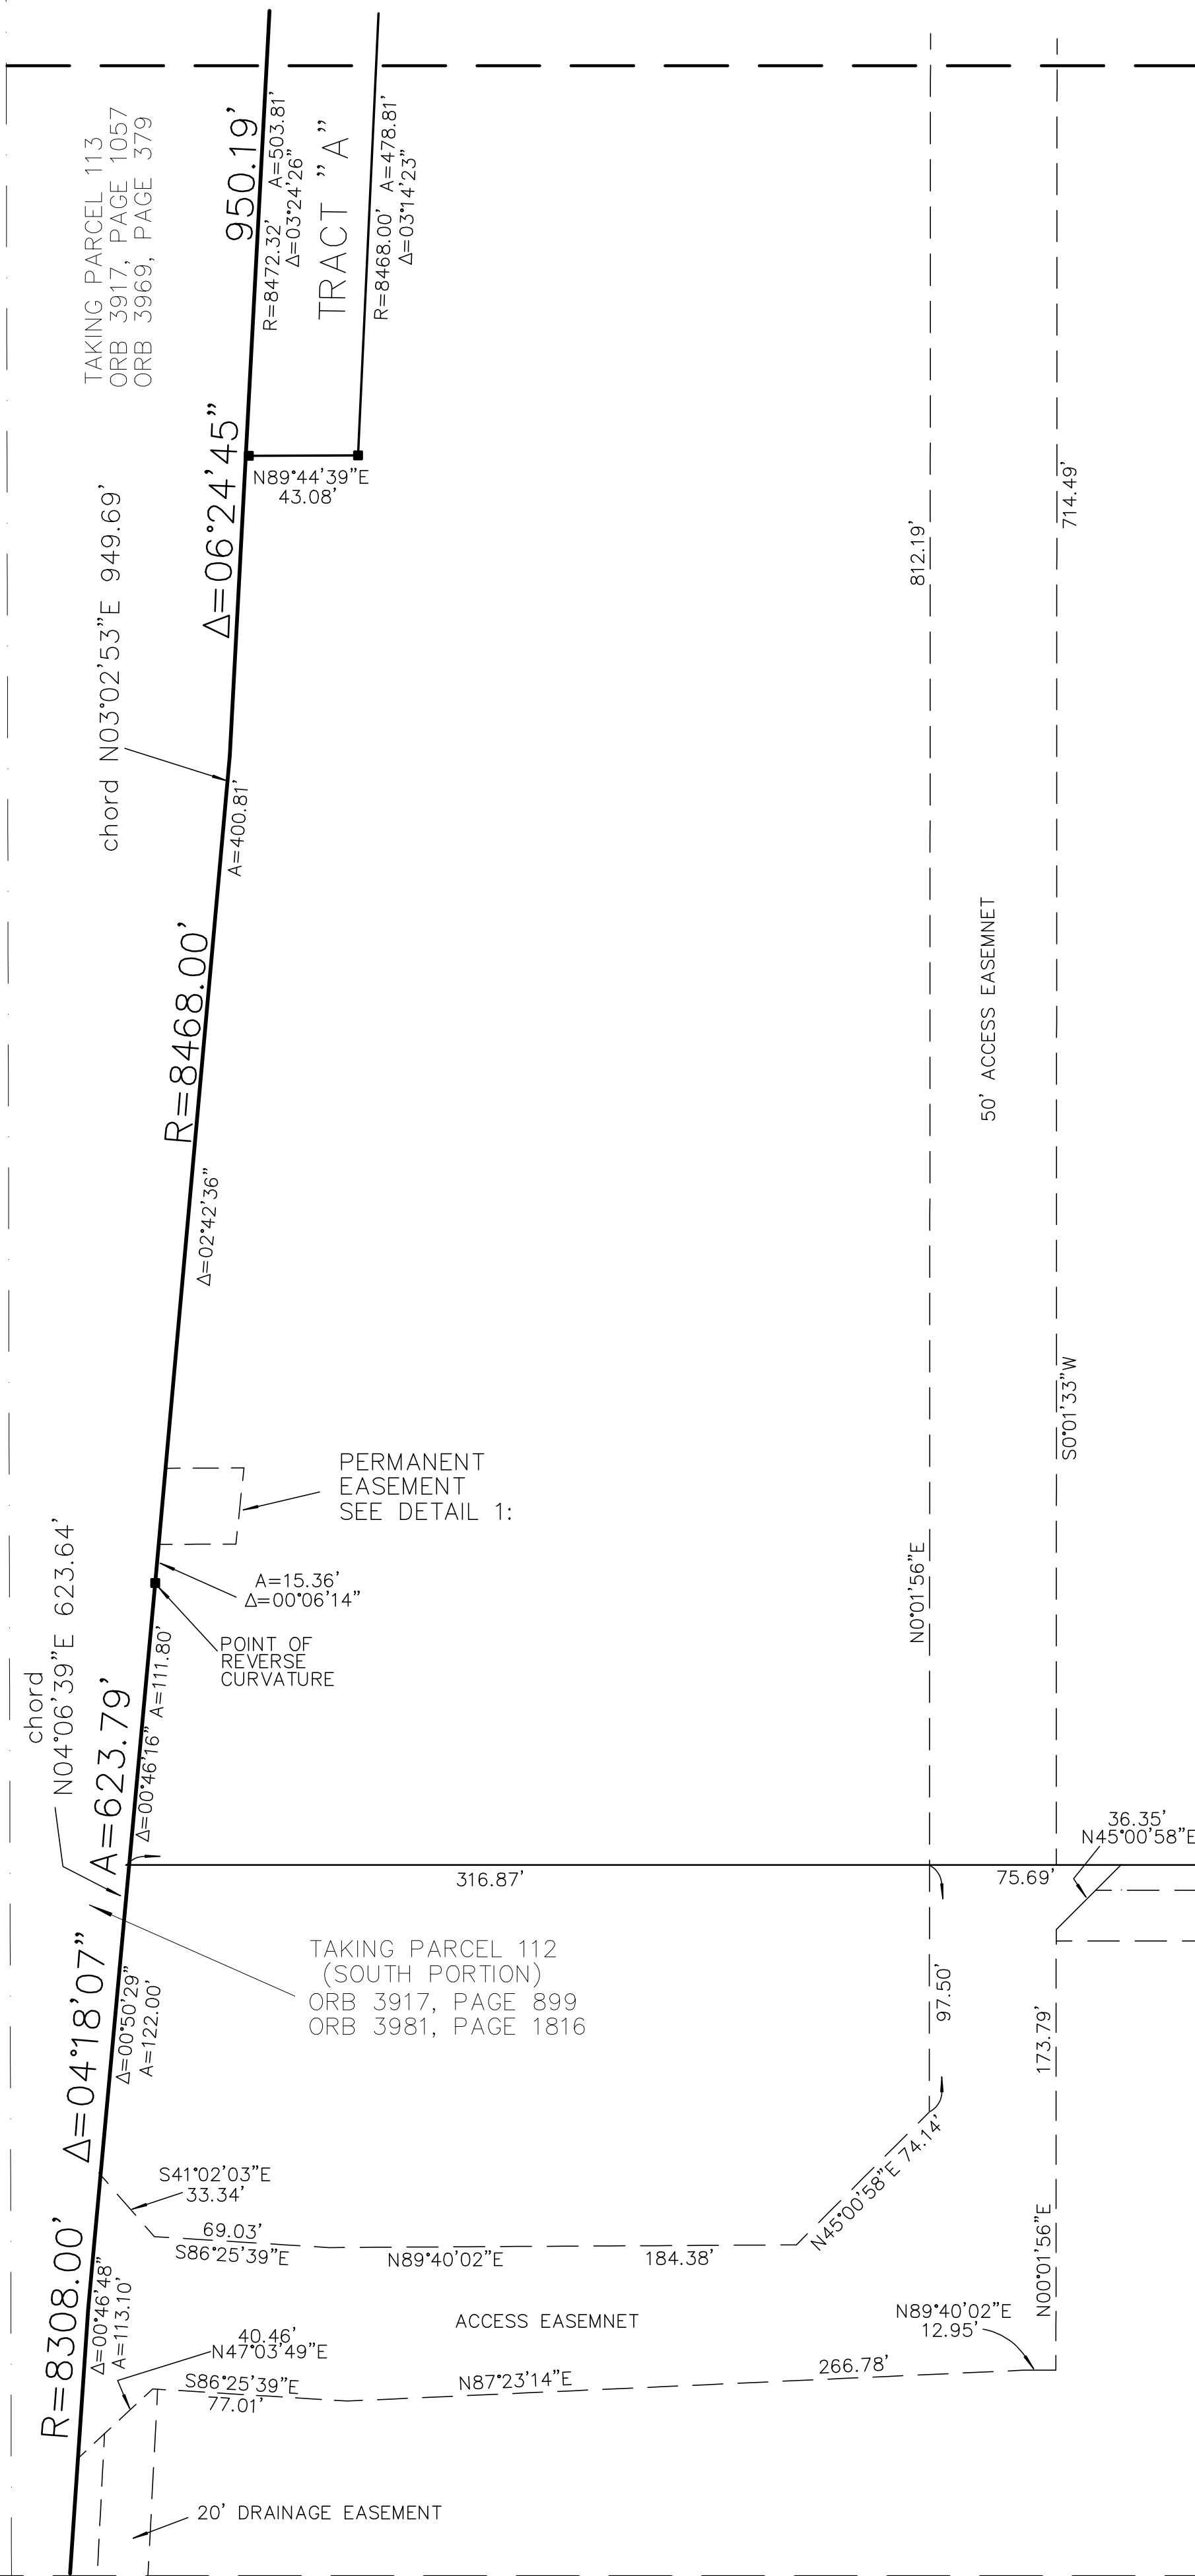 TAKING PARCEL 113
ORB 3917, PAGE 1057
ORB 3969, PAGE 379
950.19'
R=8472.32' A=503.81'
Δ=03°24'26"
TRACT "A"
R=8468.00' A=478.81'
Δ=03°14'23"
N89°44'39"E
43.08'
Δ=06°24'45"
chord N03°02'53"E 949.69'
A=400.81'
R=8468.00'
Δ=02°42'36"
812.19'
714.49'
50' ACCESS EASEMNET
S0°01'33"W
N0°01'56"E
PERMANENT
EASEMENT
SEE DETAIL 1:
A=15.36'
Δ=00°06'14"
POINT OF
REVERSE
CURVATURE
chord
N04°06'39"E 623.64'
A=623.79'
Δ=00°46'16" A=111.80'
36.35'
N45°00'58"E
316.87'
75.69'
TAKING PARCEL 112
(SOUTH PORTION)
ORB 3917, PAGE 899
ORB 3981, PAGE 1816
Δ=04°18'07"
Δ=00°50'29"
A=122.00'
97.50'
173.79'
N45°00'58"E 74.14'
S41°02'03"E
33.34'
69.03'
S86°25'39"E
N89°40'02"E
184.38'
N00°01'56"E
R=8308.00'
Δ=00°46'48"
A=113.10'
ACCESS EASEMNET
N89°40'02"E
12.95'
40.46'
N47°03'49"E
S86°25'39"E
77.01'
N87°23'14"E
266.78'
20' DRAINAGE EASEMENT